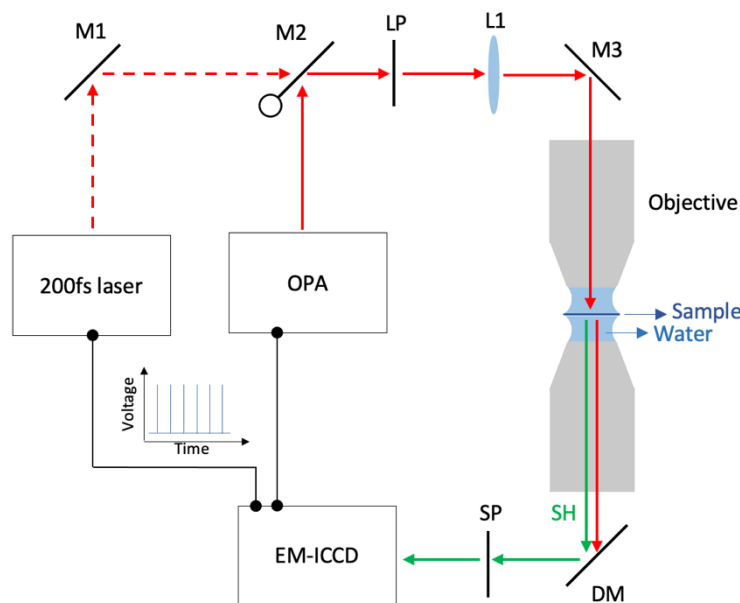 M1
M2
LP
L1
M3
Objective
200fs laser
OPA
Sample
Water
Voltage
Time
SH
SP
EM-ICCD
DM